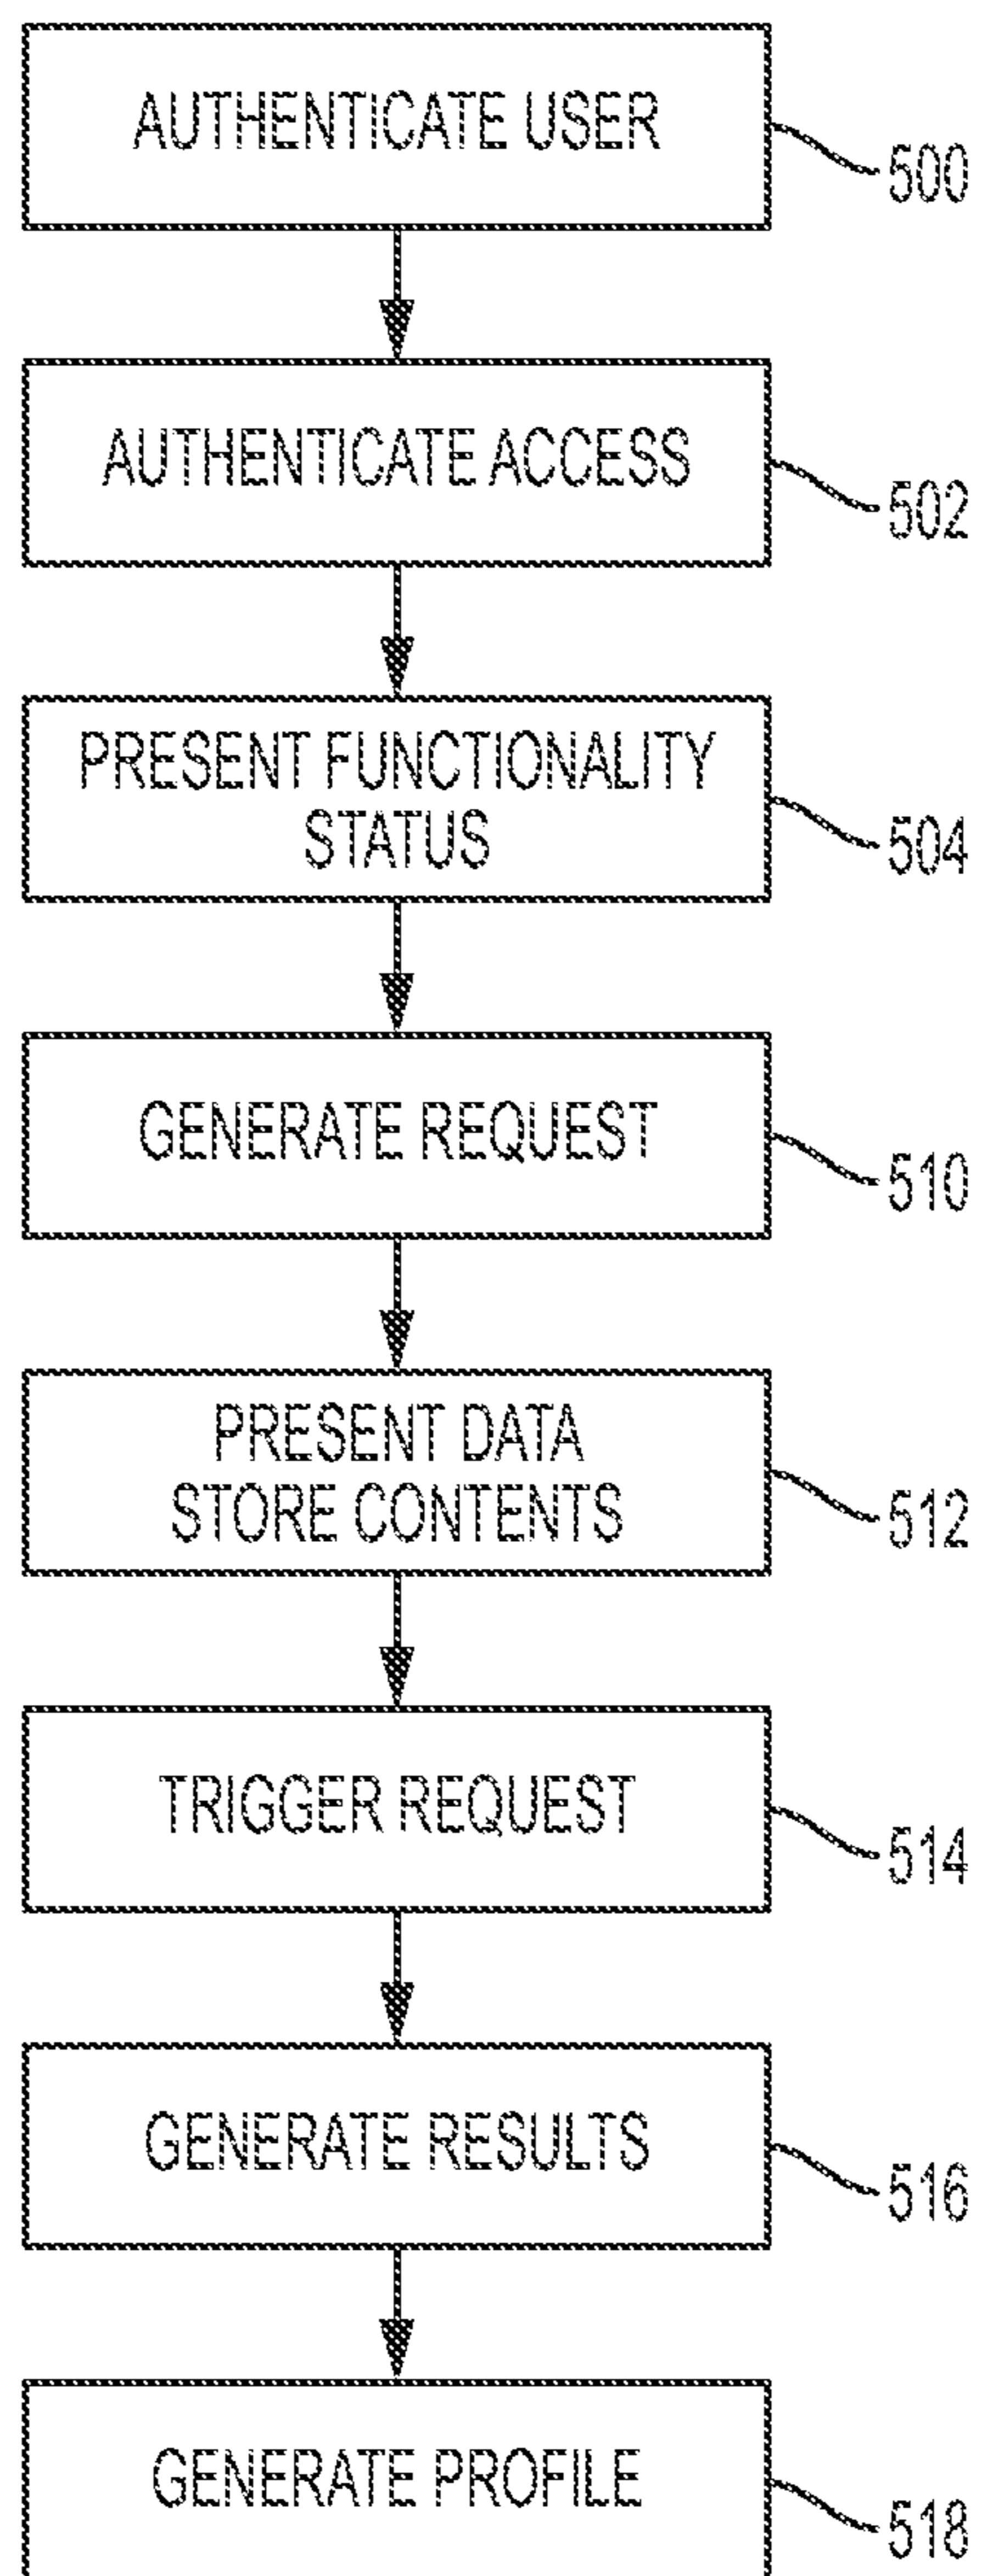 AUTHENTICATE USER
500
AUTHENTICATE ACCESS
502
PRESENT FUNCTIONALITY
STATUS
504
GENERATE REQUEST
510
PRESENT DATA
STORE CONTENTS
512
TRIGGER REQUEST
514
GENERATE RESULTS
516
GENERATE PROFILE
518